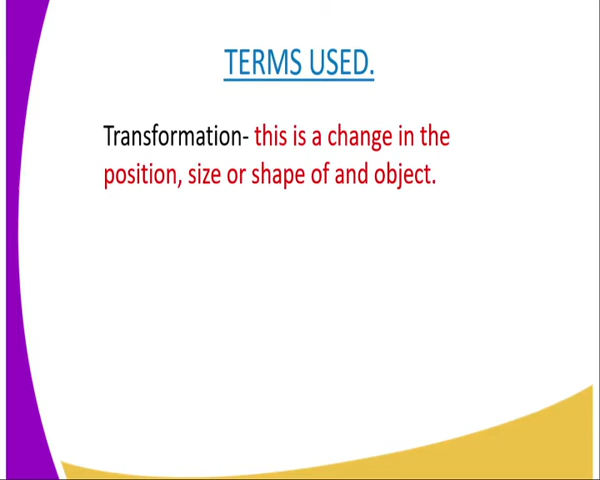 TERMS USED.
Transformation- this is a change in the
position, size or shape of and object.